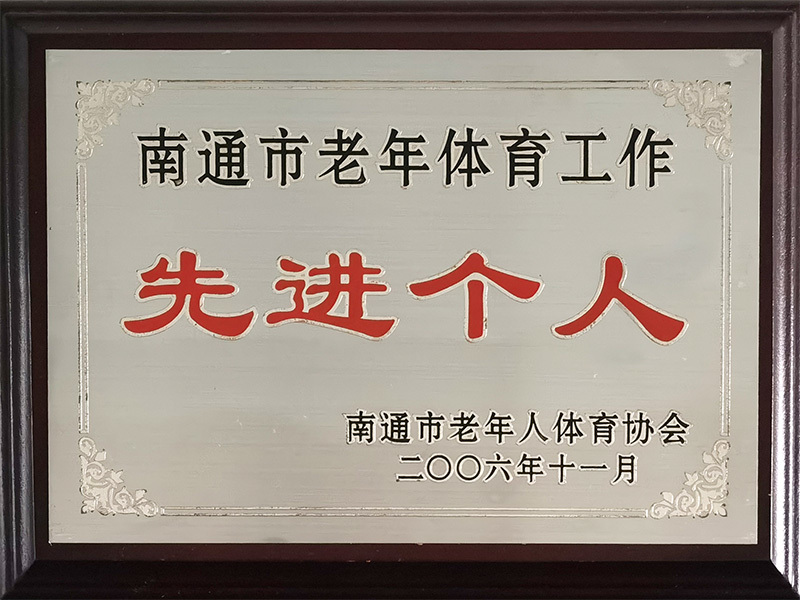 南通市老年体育工作
先进个人
南通市老年人体育协会
二〇〇六年十一月